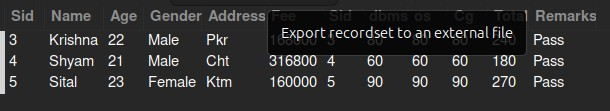 Sid Name Age Gender Address Fee Sid dbms os Cg Total Remarks
Export recordset to an external file
3 Krishna 22 Male Pkr 168000 3 80 80 80 240 Pass
4 Shyam 21 Male Cht 316800 4 60 60 60 180 Pass
5 Sital 23 Female Ktm 160000 5 90 90 90 270 Pass